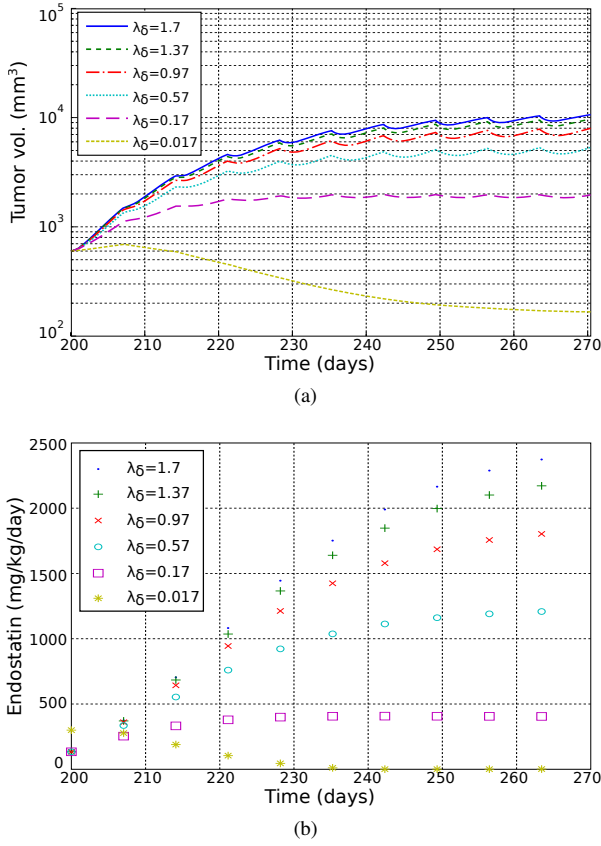 10^5
λδ=1.7
λδ=1.37
λδ=0.97
λδ=0.57
λδ=0.17
λδ=0.017
10^4
10^3
10^2
Tumor vol. (mm^3)
200 210 220 230 240 250 260 270
Time (days)
(a)
2500
λδ=1.7
λδ=1.37
λδ=0.97
λδ=0.57
λδ=0.17
λδ=0.017
2000
1500
1000
500
0
Endostatin (mg/kg/day)
200 210 220 230 240 250 260 270
Time (days)
(b)